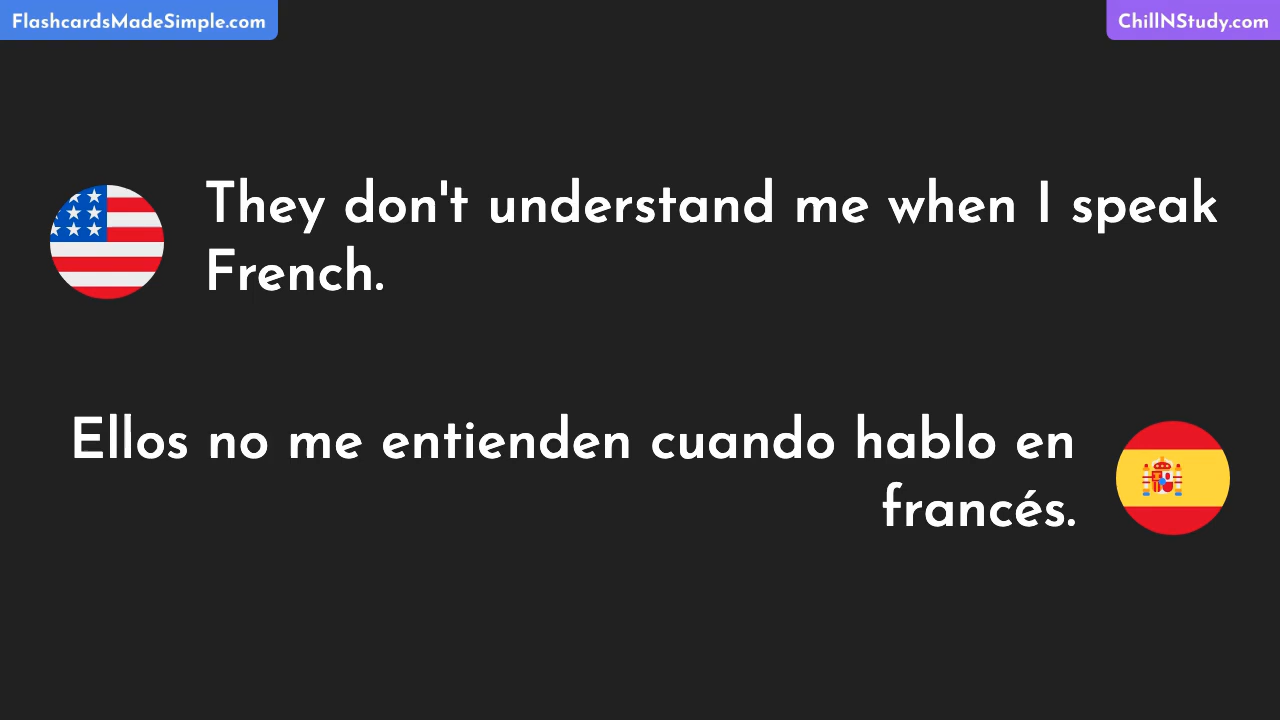 FlashcardsMadeSimple.com
ChillNStudy.com
They don't understand me when I speak
French.
Ellos no me entienden cuando hablo en
francés.